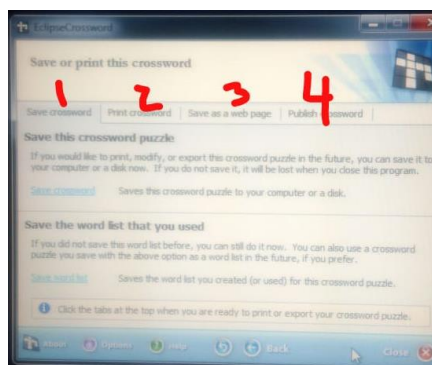 EclipseCrossword
Save or print this crossword
1 2 3 4
Save crossword Print crossword Save as a web page Publish crossword
Save this crossword puzzle
If you would like to print, modify, or export this crossword puzzle in the future, you can save it to
your computer or a disk now. If you do not save it, it will be lost when you close this program.
Save crossword Saves this crossword puzzle to your computer or a disk.
Save the word list that you used
If you did not save this word list before, you can still do it now. You can also use a crossword
puzzle you save with the above option as a word list in the future, if you prefer.
Save word list Saves the word list you created (or used) for this crossword puzzle.
Click the tabs at the top when you are ready to print or export your crossword puzzle.
About Options Help Back Close